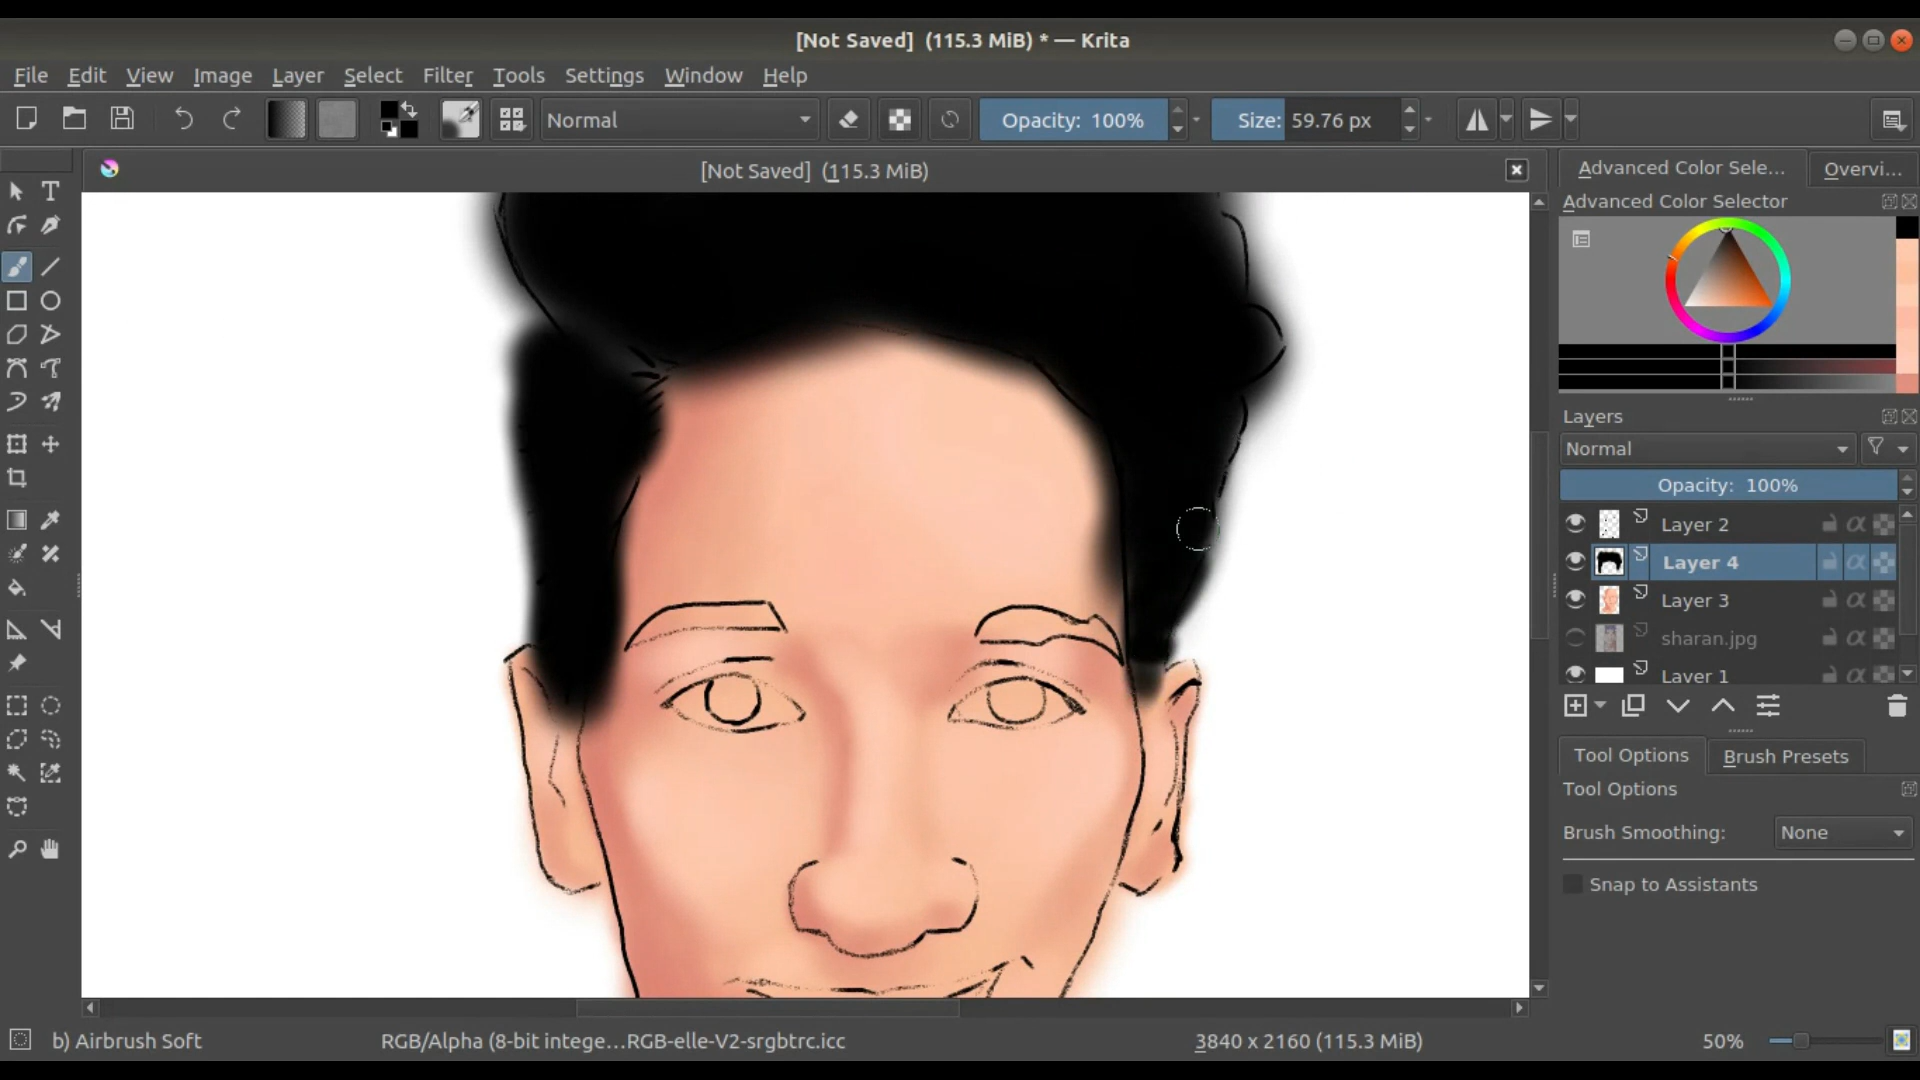 [Not Saved]  (115.3 MiB) * — Krita
File Edit View Image Layer Select Filter Tools Settings Window Help
Normal Opacity: 100% Size: 59.76 px
[Not Saved]  (115.3 MiB)
Advanced Color Sele... Overvi...
Advanced Color Selector
Layers
Normal
Opacity: 100%
Layer 2
Layer 4
Layer 3
sharan.jpg
Layer 1
Tool Options Brush Presets
Tool Options
Brush Smoothing: None
Snap to Assistants
b) Airbrush Soft RGB/Alpha (8-bit intege...RGB-elle-V2-srgbtrc.icc 3840 x 2160 (115.3 MiB) 50%